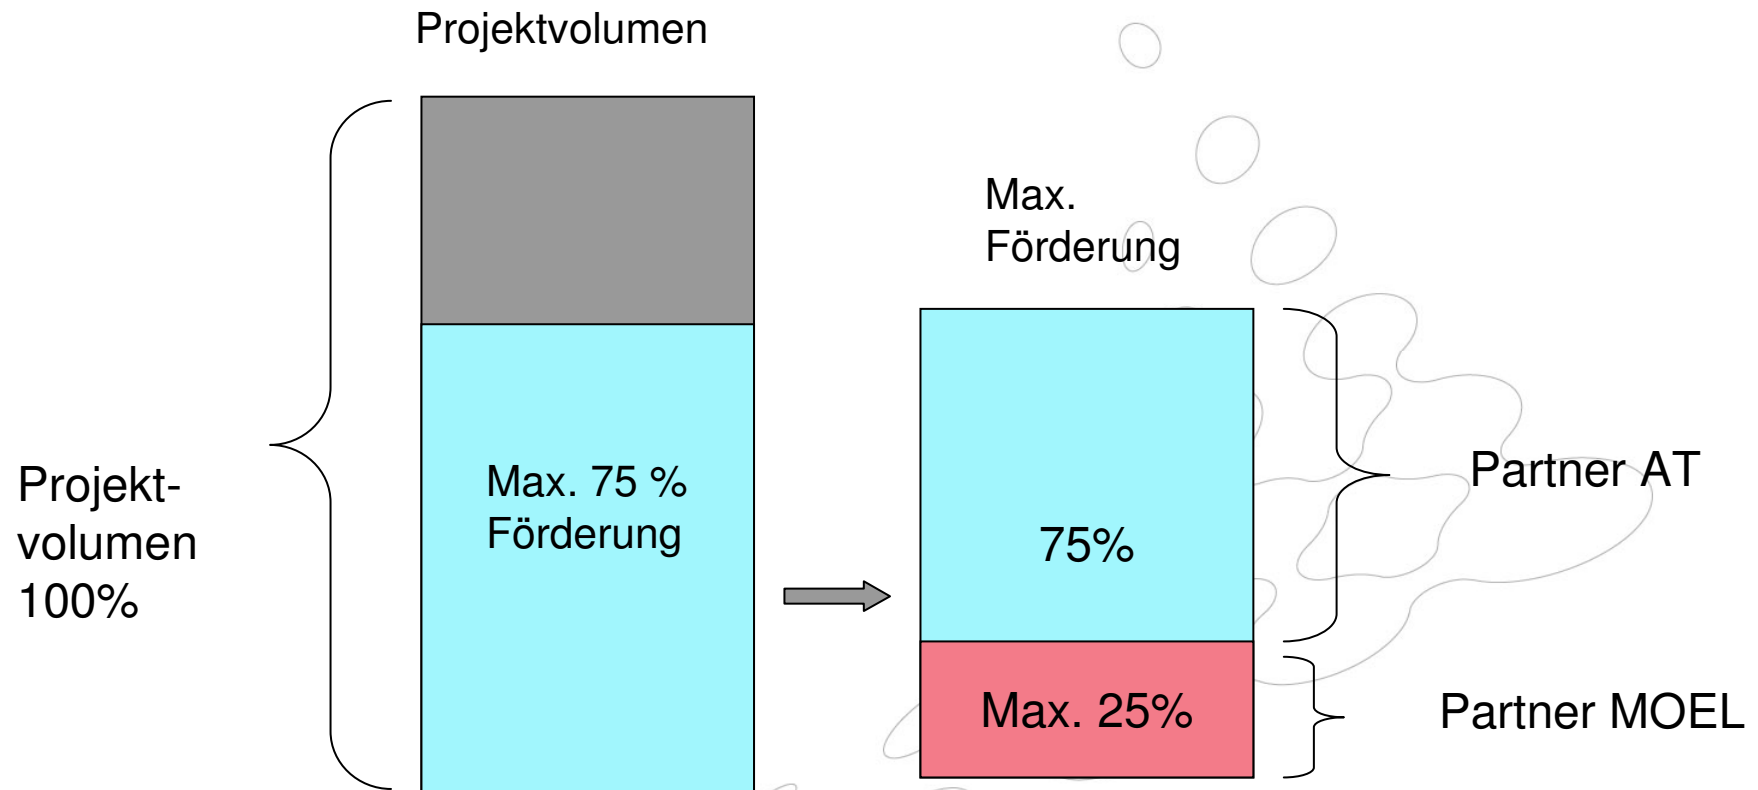 Projektvolumen
Max.
Förderung
Projekt-
volumen
100%
Max. 75 %
Förderung
75%
Partner AT
Max. 25%
Partner MOEL